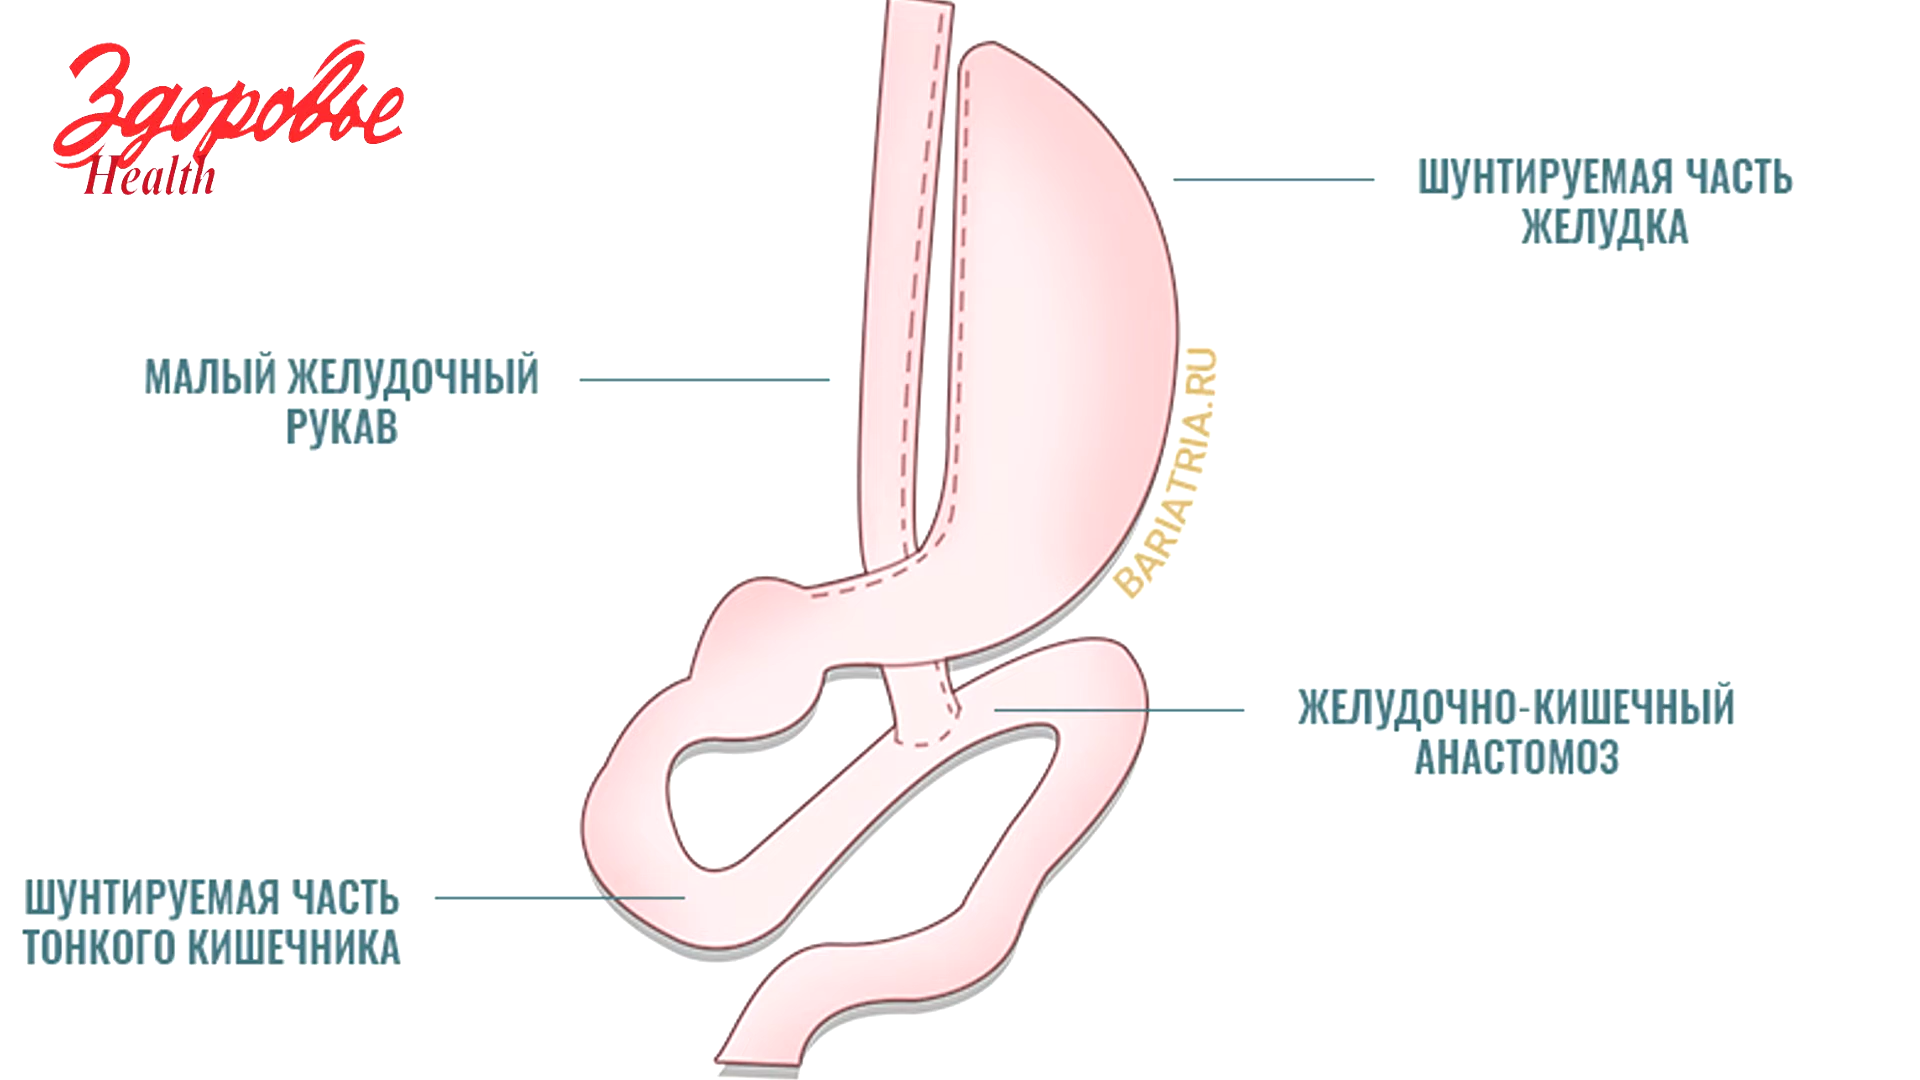 Здоровье
Health
ШУНТИРУЕМАЯ ЧАСТЬ
ЖЕЛУДКА
МАЛЫЙ ЖЕЛУДОЧНЫЙ
РУКАВ
BARIATRIA.RU
ЖЕЛУДОЧНО-КИШЕЧНЫЙ
АНАСТОМОЗ
ШУНТИРУЕМАЯ ЧАСТЬ
ТОНКОГО КИШЕЧНИКА